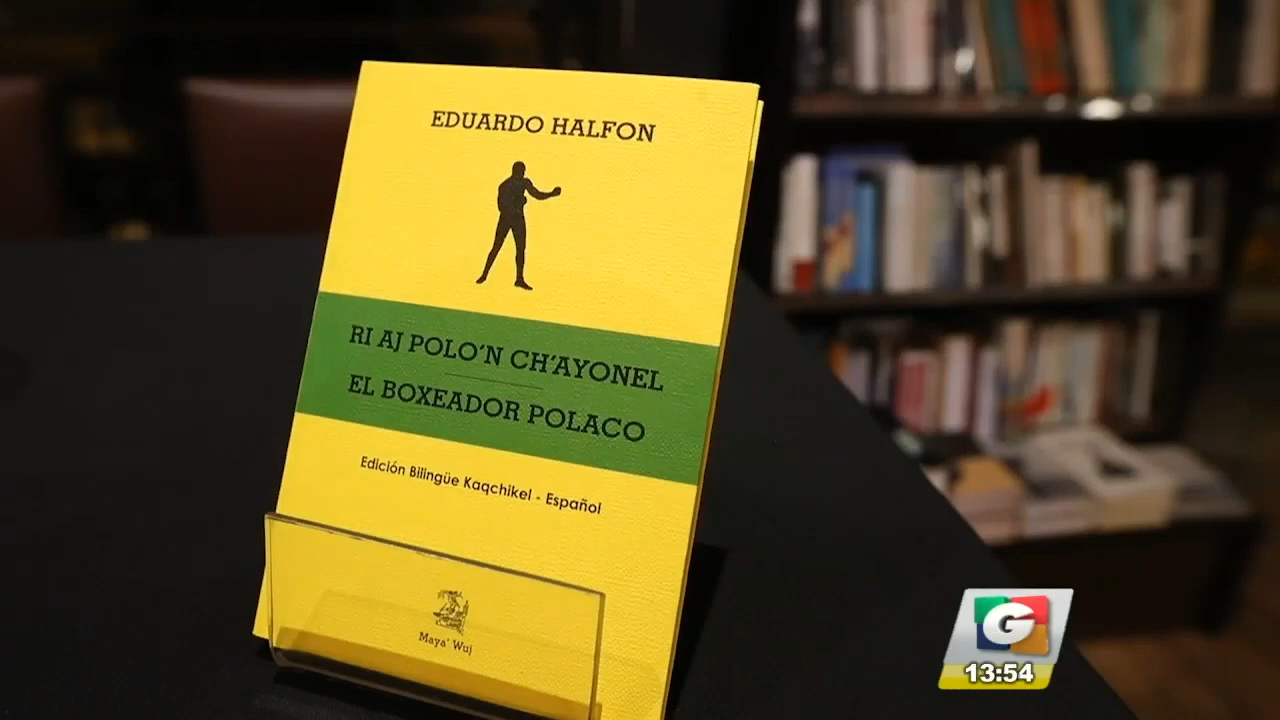 EDUARDO HALFON
RI AJ POLO'N CH'AYONEL
EL BOXEADOR POLACO
Edición Bilingüe Kaqchikel - Español
Maya' Wuj
G
13:54